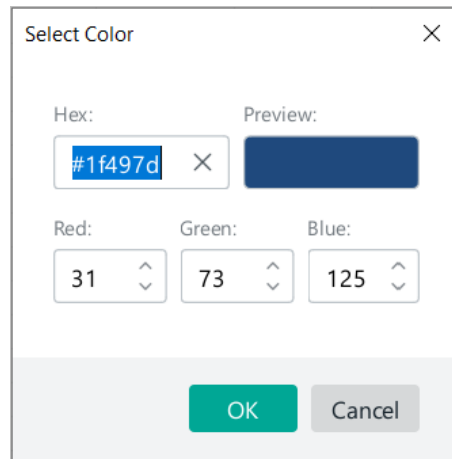 Select Color
Hex: Preview:
#1f497d
Red: Green: Blue:
31 73 125
OK Cancel